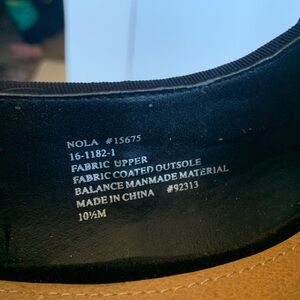 NOLA #15675
16-1182-1
FABRIC UPPER
FABRIC COATED OUTSOLE
BALANCE MANMADE MATERIAL
MADE IN CHINA #92313
10½M